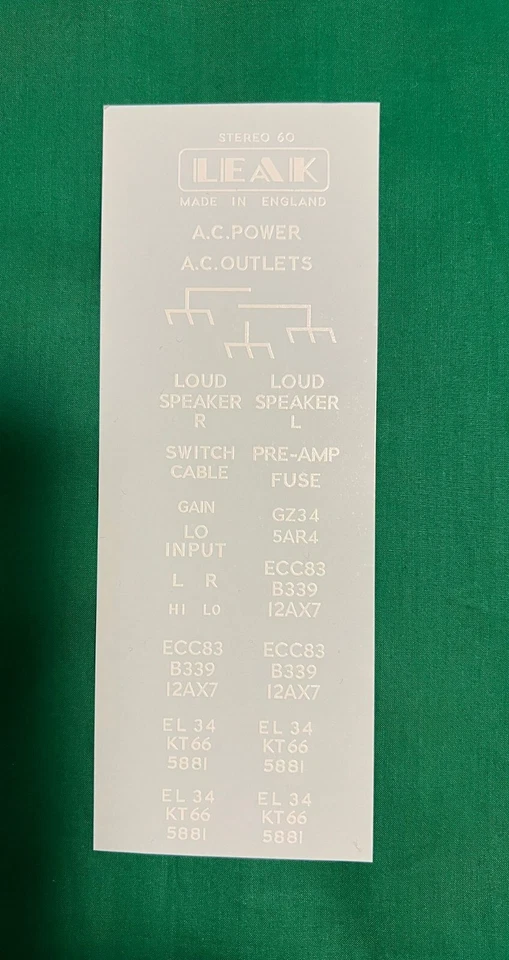 STEREO 60
LEAK
MADE IN ENGLAND
A.C.POWER
A.C.OUTLETS
LOUD SPEAKER R
LOUD SPEAKER L
SWITCH CABLE
PRE-AMP
FUSE
GAIN
LO
INPUT
L R
HI LO
GZ34
5AR4
ECC83
B339
12AX7
ECC83
B339
12AX7
ECC83
B339
12AX7
EL 34
KT66
5881
EL 34
KT66
5881
EL 34
KT66
5881
EL 34
KT66
5881